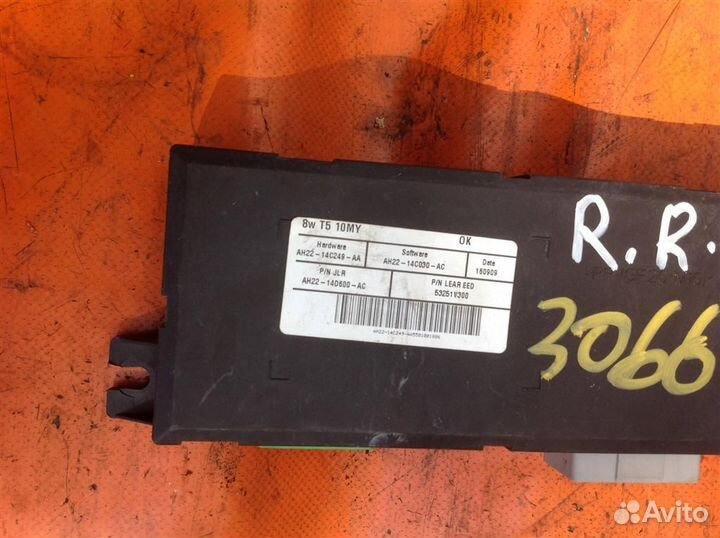 8w T5 10MY
OK
Hardware
AH22-14C249-AA
Software
AH22-14C030-AC
Date
160909
P/N JLR
AH22-14D600-AC
P/N LEAR EED
53251V300
R.R.
3066
Avito